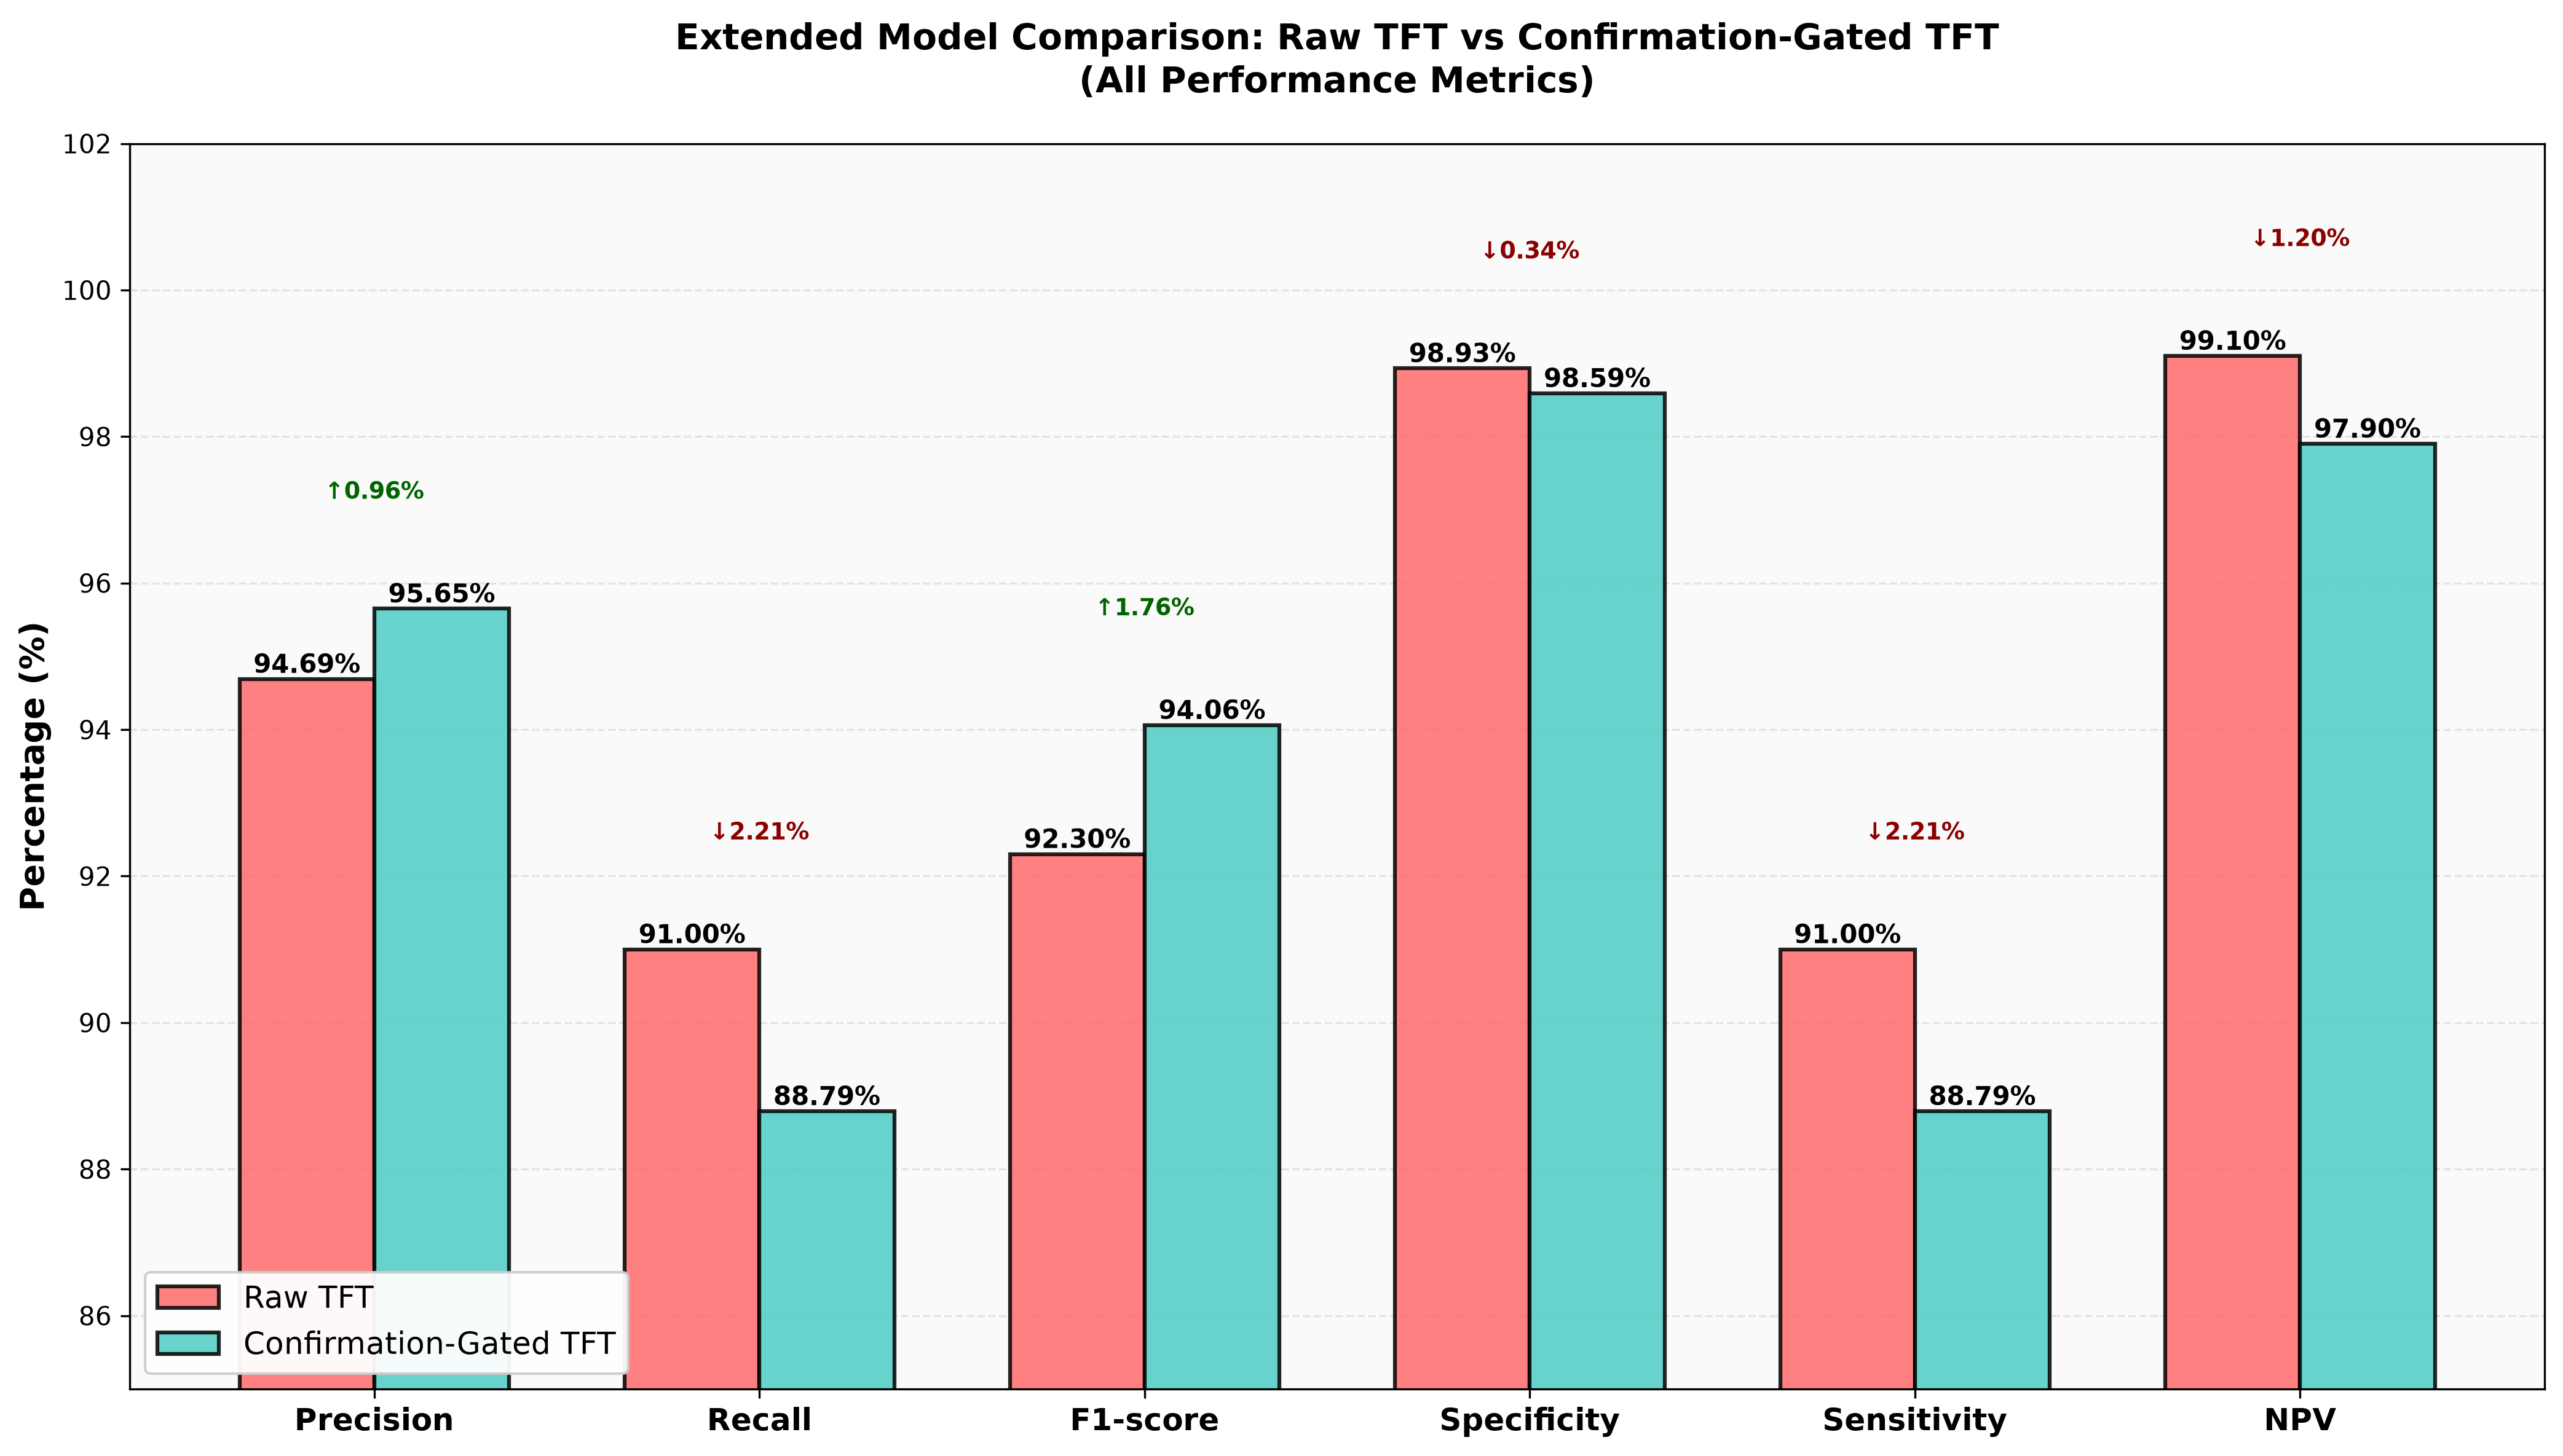 Extended Model Comparison: Raw TFT vs Confirmation-Gated TFT
(All Performance Metrics)
Percentage (%)
102
100
98
96
94
92
90
88
86
↑0.96%
↓2.21%
↑1.76%
↓0.34%
↓2.21%
↓1.20%
94.69%
95.65%
91.00%
88.79%
92.30%
94.06%
98.93%
98.59%
91.00%
88.79%
99.10%
97.90%
Raw TFT
Confirmation-Gated TFT
Precision
Recall
F1-score
Specificity
Sensitivity
NPV